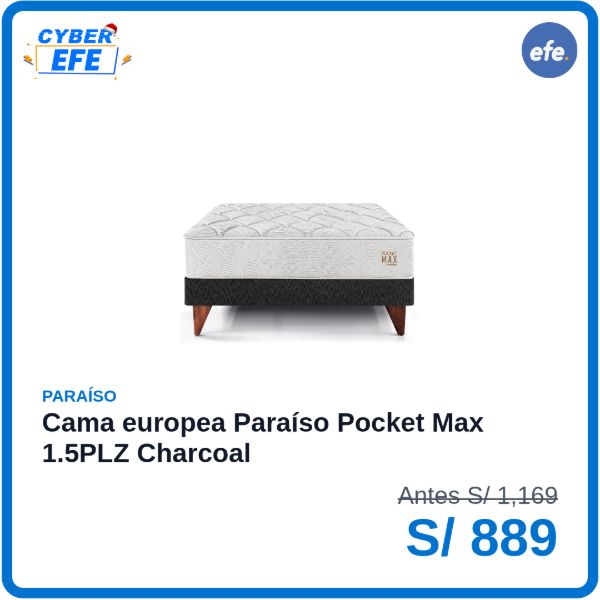 CYBER
EFE
efe.
POCKET
MAX
PARAÍSO
Cama europea Paraíso Pocket Max
1.5PLZ Charcoal
Antes S/ 1,169
S/ 889